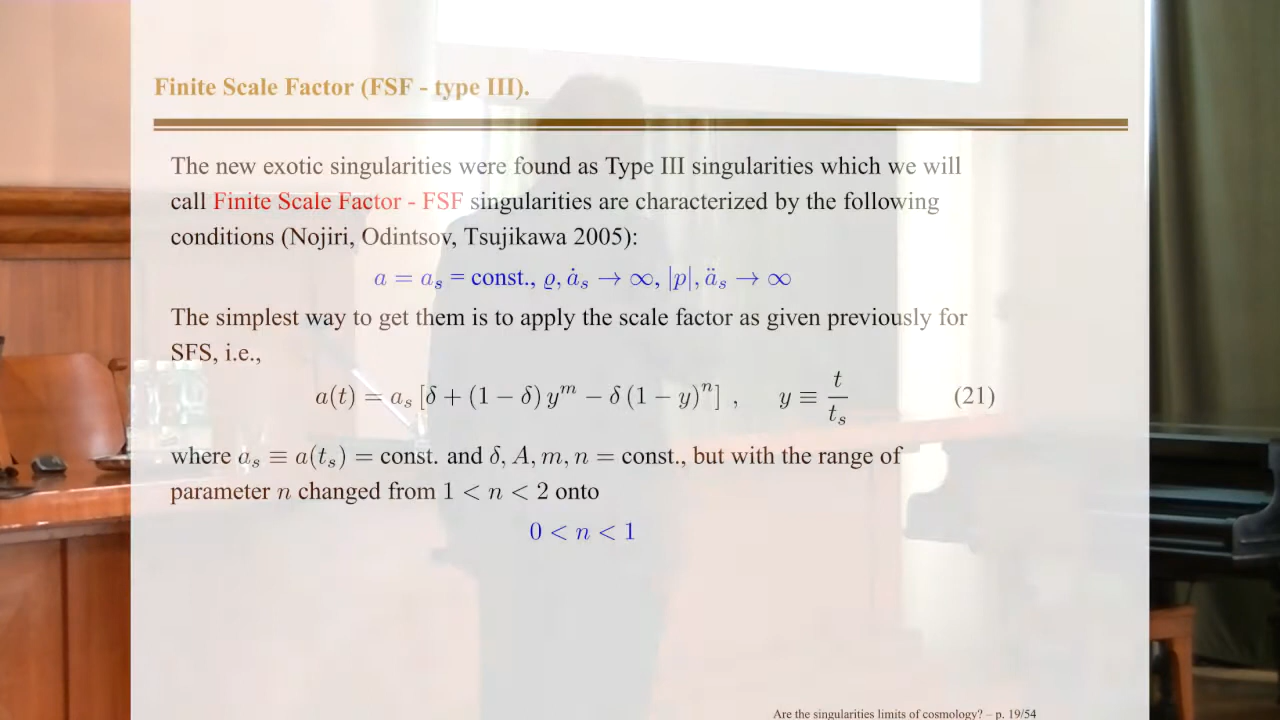 Finite Scale Factor (FSF - type III).
The new exotic singularities were found as Type III singularities which we will
call Finite Scale Factor - FSF singularities are characterized by the following
conditions (Nojiri, Odintsov, Tsujikawa 2005):
a = a_s = const., ϱ, ȧ_s → ∞, |p|, ä_s → ∞
The simplest way to get them is to apply the scale factor as given previously for
SFS, i.e.,
a(t) = a_s [δ + (1 − δ) y^m − δ (1 − y)^n] , y ≡ t/t_s (21)
where a_s ≡ a(t_s) = const. and δ, A, m, n = const., but with the range of
parameter n changed from 1 < n < 2 onto
0 < n < 1
Are the singularities limits of cosmology? – p. 19/54